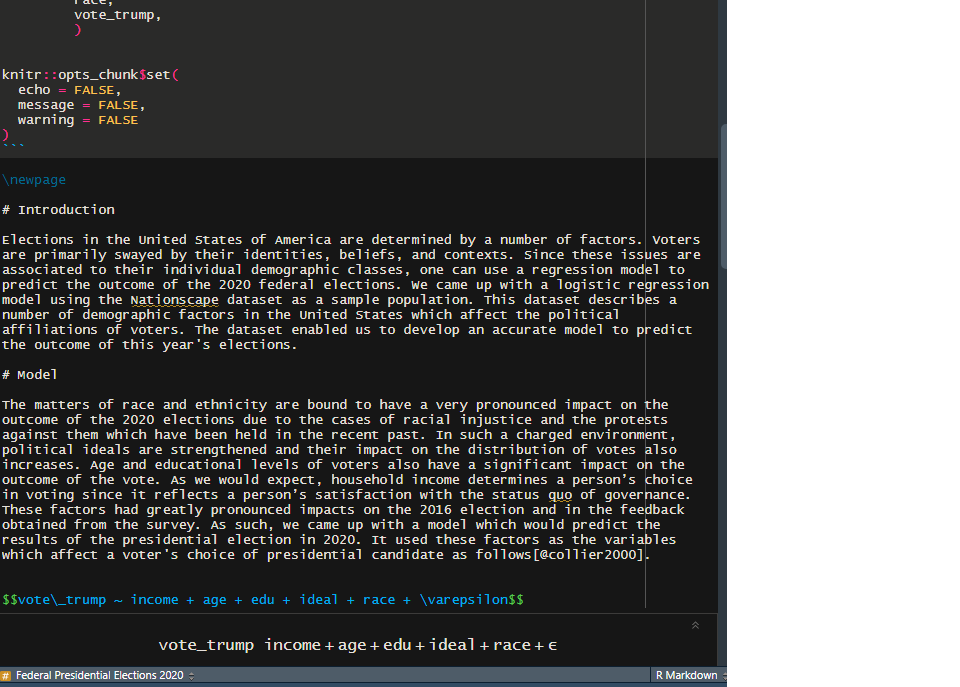 race,
vote_trump,
)
knitr::opts_chunk$set(
echo = FALSE,
message = FALSE,
warning = FALSE
)
```
\newpage
# Introduction
Elections in the United States of America are determined by a number of factors. Voters
are primarily swayed by their identities, beliefs, and contexts. Since these issues are
associated to their individual demographic classes, one can use a regression model to
predict the outcome of the 2020 federal elections. We came up with a logistic regression
model using the Nationscape dataset as a sample population. This dataset describes a
number of demographic factors in the United States which affect the political
affiliations of voters. The dataset enabled us to develop an accurate model to predict
the outcome of this year's elections.
# Model
The matters of race and ethnicity are bound to have a very pronounced impact on the
outcome of the 2020 elections due to the cases of racial injustice and the protests
against them which have been held in the recent past. In such a charged environment,
political ideals are strengthened and their impact on the distribution of votes also
increases. Age and educational levels of voters also have a significant impact on the
outcome of the vote. As we would expect, household income determines a person’s choice
in voting since it reflects a person’s satisfaction with the status quo of governance.
These factors had greatly pronounced impacts on the 2016 election and in the feedback
obtained from the survey. As such, we came up with a model which would predict the
results of the presidential election in 2020. It used these factors as the variables
which affect a voter's choice of presidential candidate as follows[@collier2000].
$$vote\_trump ~ income + age + edu + ideal + race + \varepsilon$$
vote_trump income + age + edu + ideal + race + ϵ
# Federal Presidential Elections 2020
R Markdown